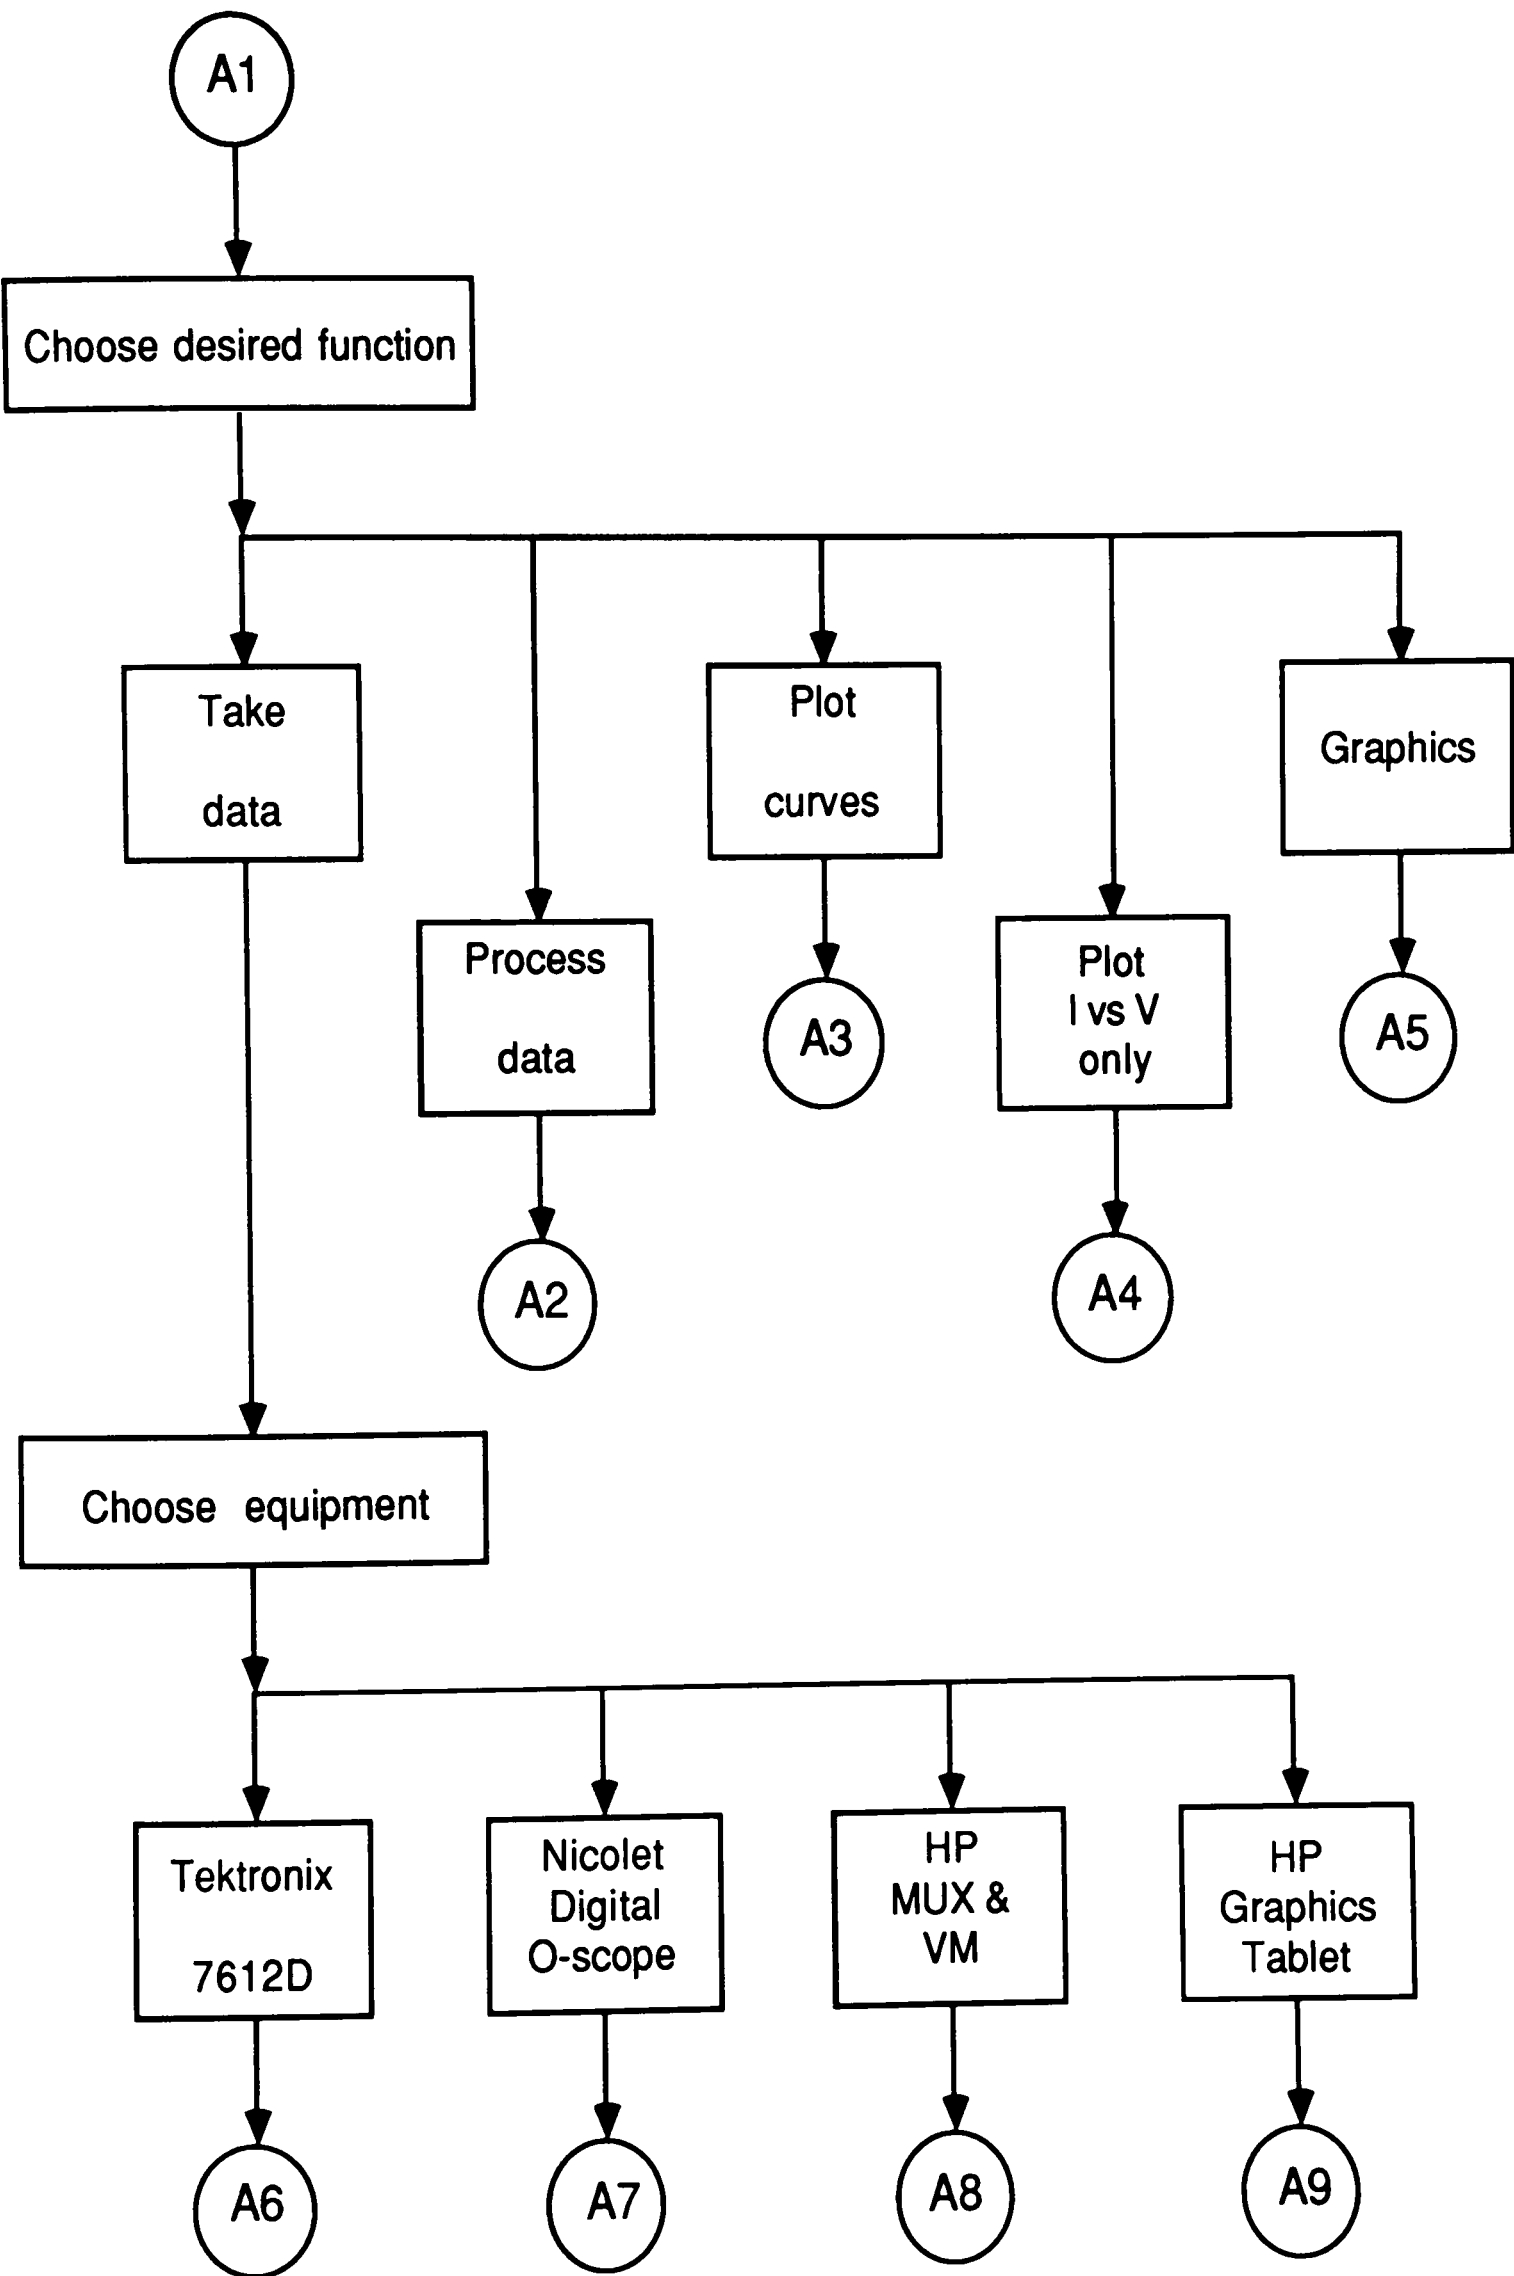 A1
Choose desired function
Take
data
Process
data
Plot
curves
Plot
I vs V
only
Graphics
A3
A5
A2
A4
Choose equipment
Tektronix
7612D
Nicolet
Digital
O-scope
HP
MUX &
VM
HP
Graphics
Tablet
A6
A7
A8
A9